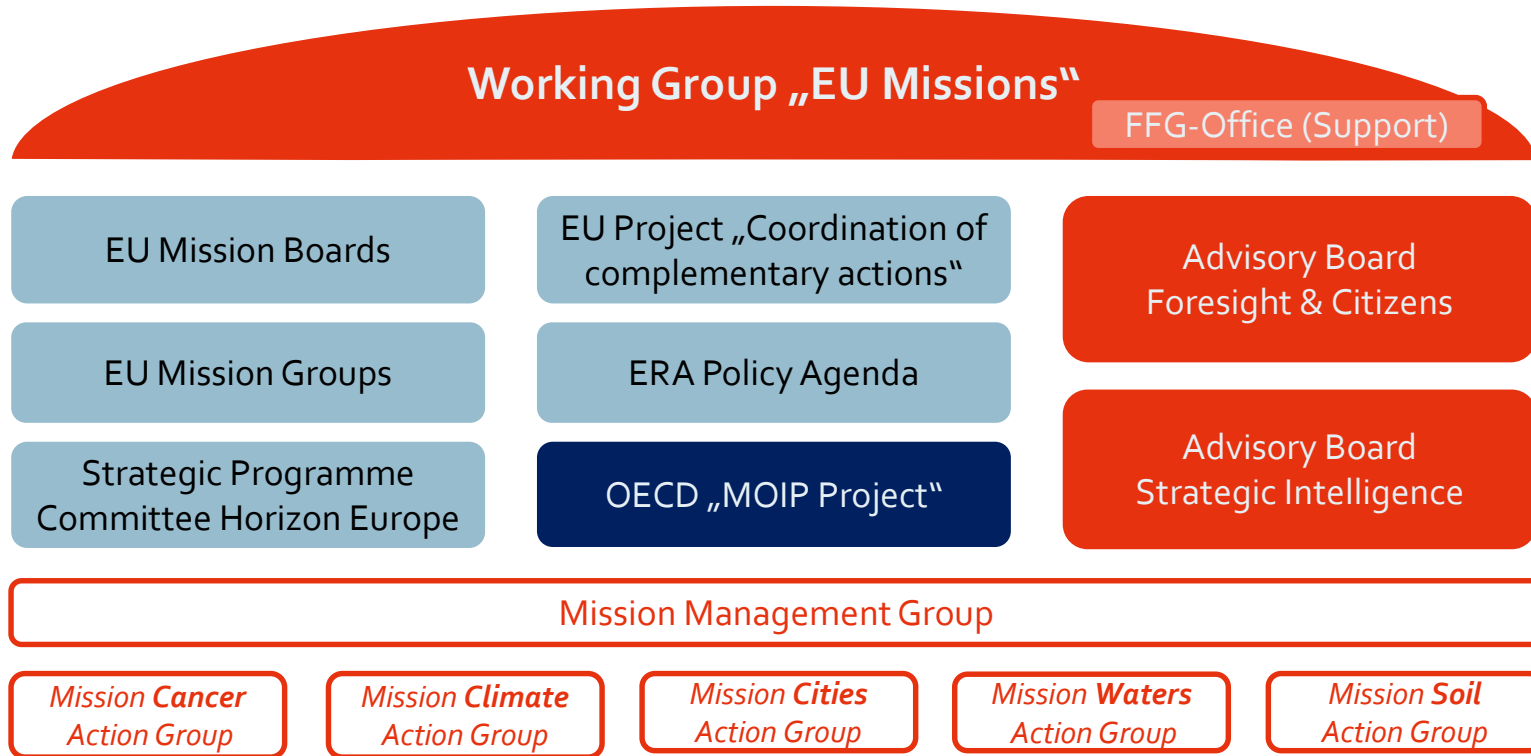 Working Group „EU Missions“
FFG-Office (Support)
EU Mission Boards
EU Project „Coordination of
complementary actions“
Advisory Board
Foresight & Citizens
EU Mission Groups
ERA Policy Agenda
Strategic Programme
Committee Horizon Europe
OECD „MOIP Project“
Advisory Board
Strategic Intelligence
Mission Management Group
Mission Cancer
Action Group
Mission Climate
Action Group
Mission Cities
Action Group
Mission Waters
Action Group
Mission Soil
Action Group